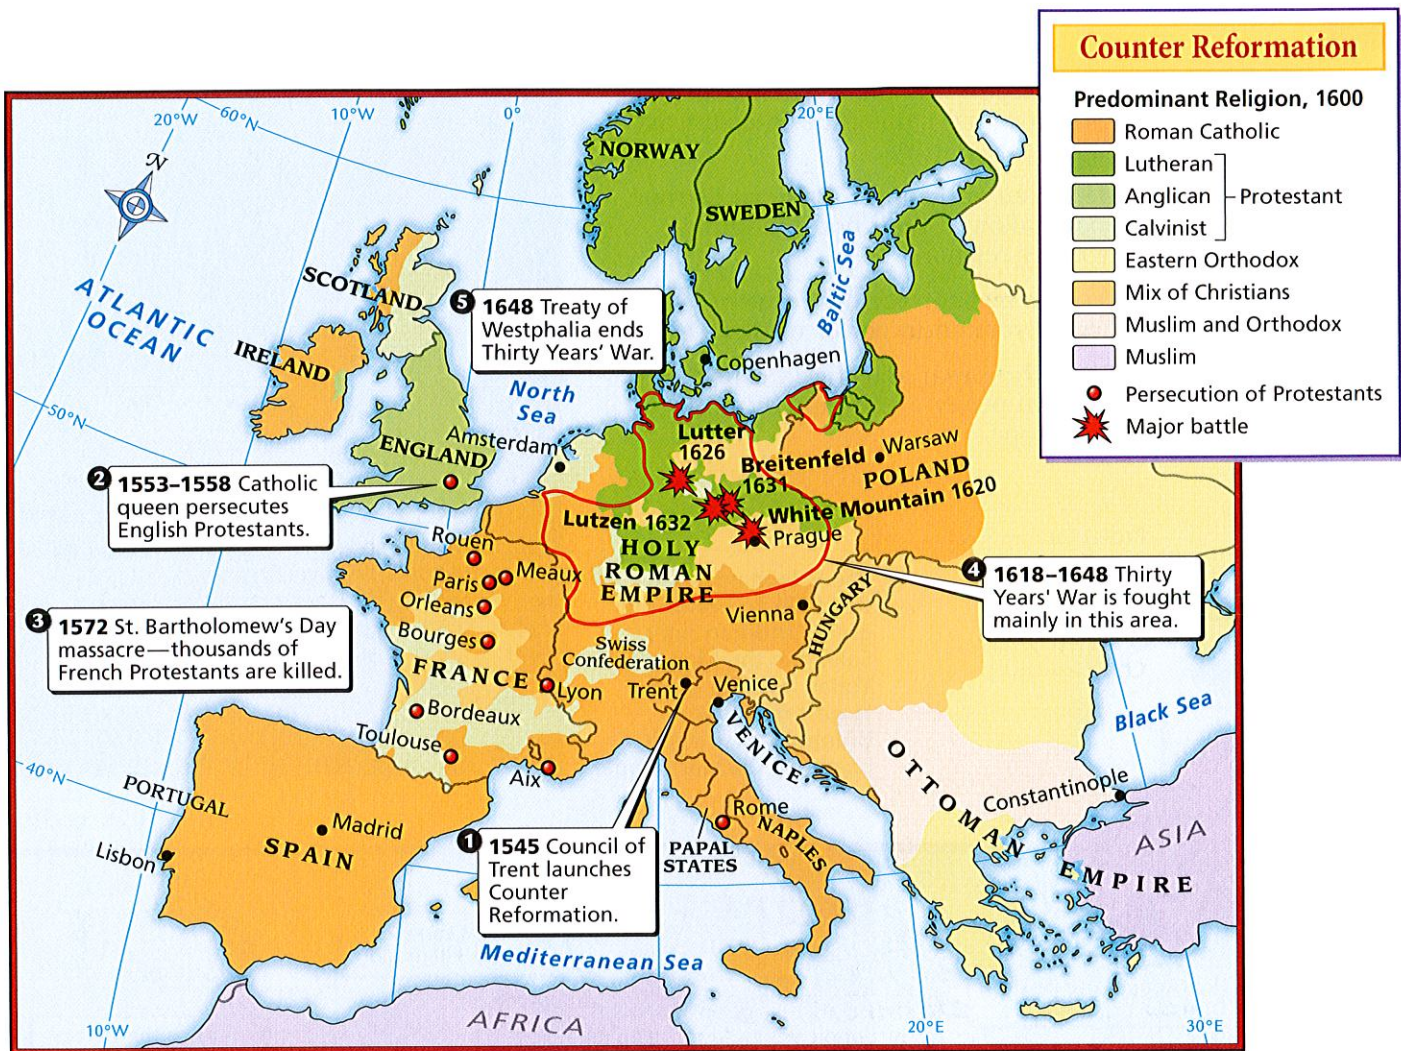 Counter Reformation
Predominant Religion, 1600
Roman Catholic
Lutheran
Anglican
Protestant
Calvinist
Eastern Orthodox
Mix of Christians
Muslim and Orthodox
Muslim
Persecution of Protestants
Major battle
20°W
60°N
10°W
0°
20°E
N
NORWAY
SWEDEN
Baltic Sea
ATLANTIC
OCEAN
SCOTLAND
IRELAND
5 1648 Treaty of
Westphalia ends
Thirty Years' War.
Copenhagen
North
Sea
50°N
ENGLAND
Amsterdam
Lutter
1626
Breitenfeld
1631
Warsaw
POLAND
White Mountain 1620
Prague
Lutzen 1632
HOLY
ROMAN
EMPIRE
2 1553–1558 Catholic
queen persecutes
English Protestants.
Rouen
Paris
Meaux
Orleans
Bourges
FRANCE
Lyon
Bordeaux
Toulouse
Aix
Vienna
HUNGARY
4 1618–1648 Thirty
Years' War is fought
mainly in this area.
3 1572 St. Bartholomew's Day
massacre—thousands of
French Protestants are killed.
Swiss
Confederation
Trent
Venice
VENICE
Black Sea
OTTOMAN
EMPIRE
Constantinople
ASIA
40°N
PORTUGAL
Lisbon
Madrid
SPAIN
1 1545 Council of
Trent launches
Counter
Reformation.
Rome
PAPAL
STATES
NAPLES
Mediterranean Sea
AFRICA
10°W
20°E
30°E